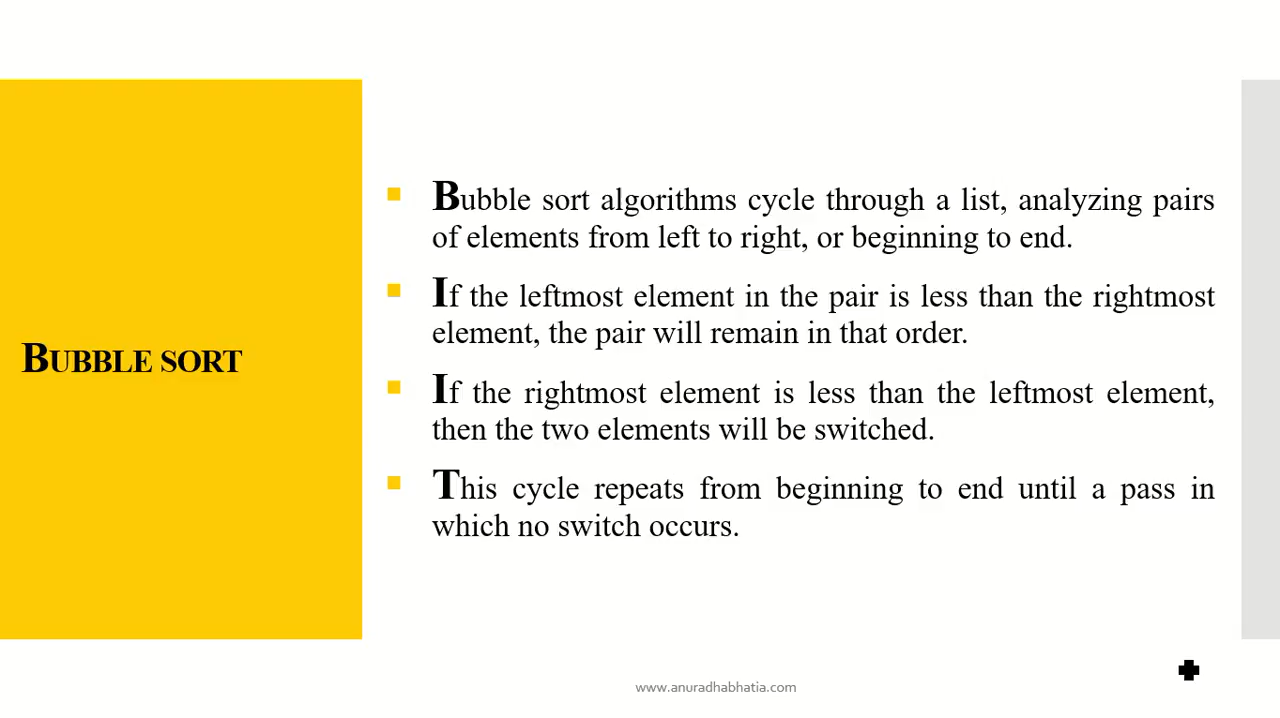 BUBBLE SORT
Bubble sort algorithms cycle through a list, analyzing pairs
of elements from left to right, or beginning to end.
If the leftmost element in the pair is less than the rightmost
element, the pair will remain in that order.
If the rightmost element is less than the leftmost element,
then the two elements will be switched.
This cycle repeats from beginning to end until a pass in
which no switch occurs.
www.anuradhabhatia.com